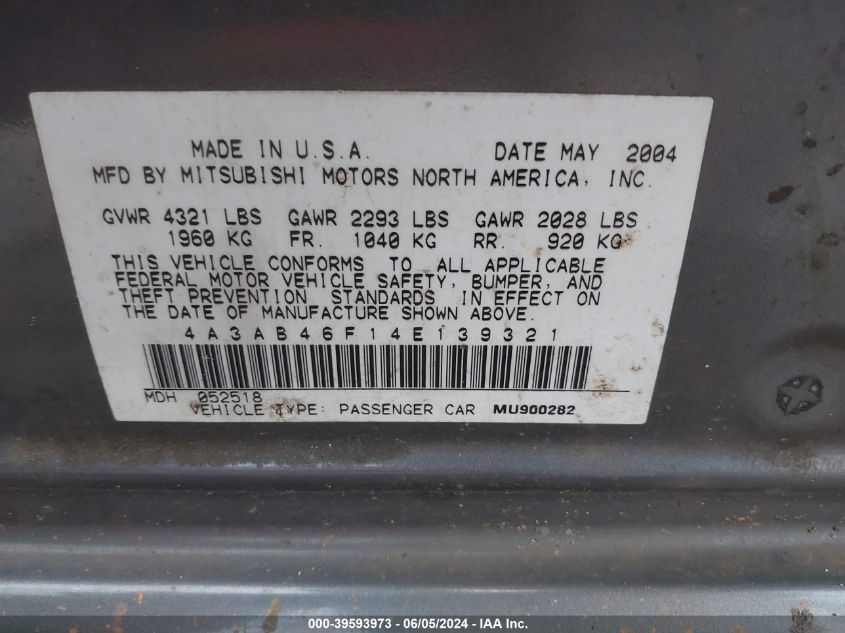 MADE IN U.S.A. DATE MAY 2004
MFD BY MITSUBISHI MOTORS NORTH AMERICA, INC.
GVWR 4321 LBS GAWR 2293 LBS GAWR 2028 LBS
1960 KG FR. 1040 KG RR. 920 KG
THIS VEHICLE CONFORMS TO ALL APPLICABLE
FEDERAL MOTOR VEHICLE SAFETY, BUMPER, AND
THEFT PREVENTION STANDARDS IN EFFECT ON
THE DATE OF MANUFACTURE SHOWN ABOVE.
4A3AB46F14E139321
MDH 052518
VEHICLE TYPE: PASSENGER CAR MU900282
000-39593973 - 06/05/2024 - IAA Inc.